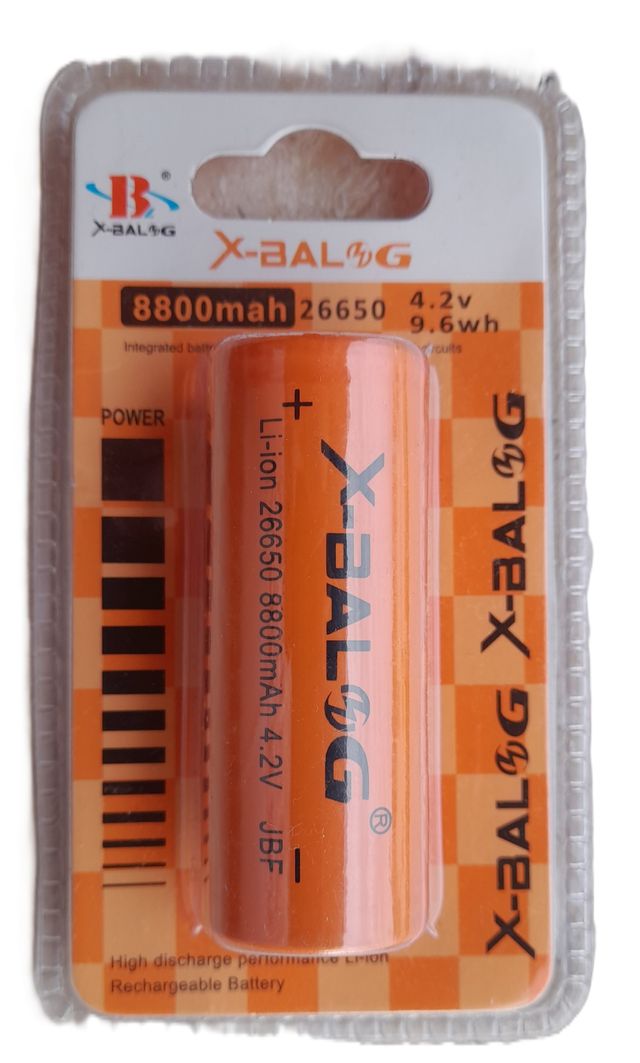 B®
X-BALOG
X-BALOG
8800mah 26650 4.2v
9.6wh
Integrated
POWER
+
X-BALOG®
Li-ion 26650 8800mAh 4.2V JBF
−
X-BALOG X-BALOG
High discharge performance Li-ion
Rechargeable Battery